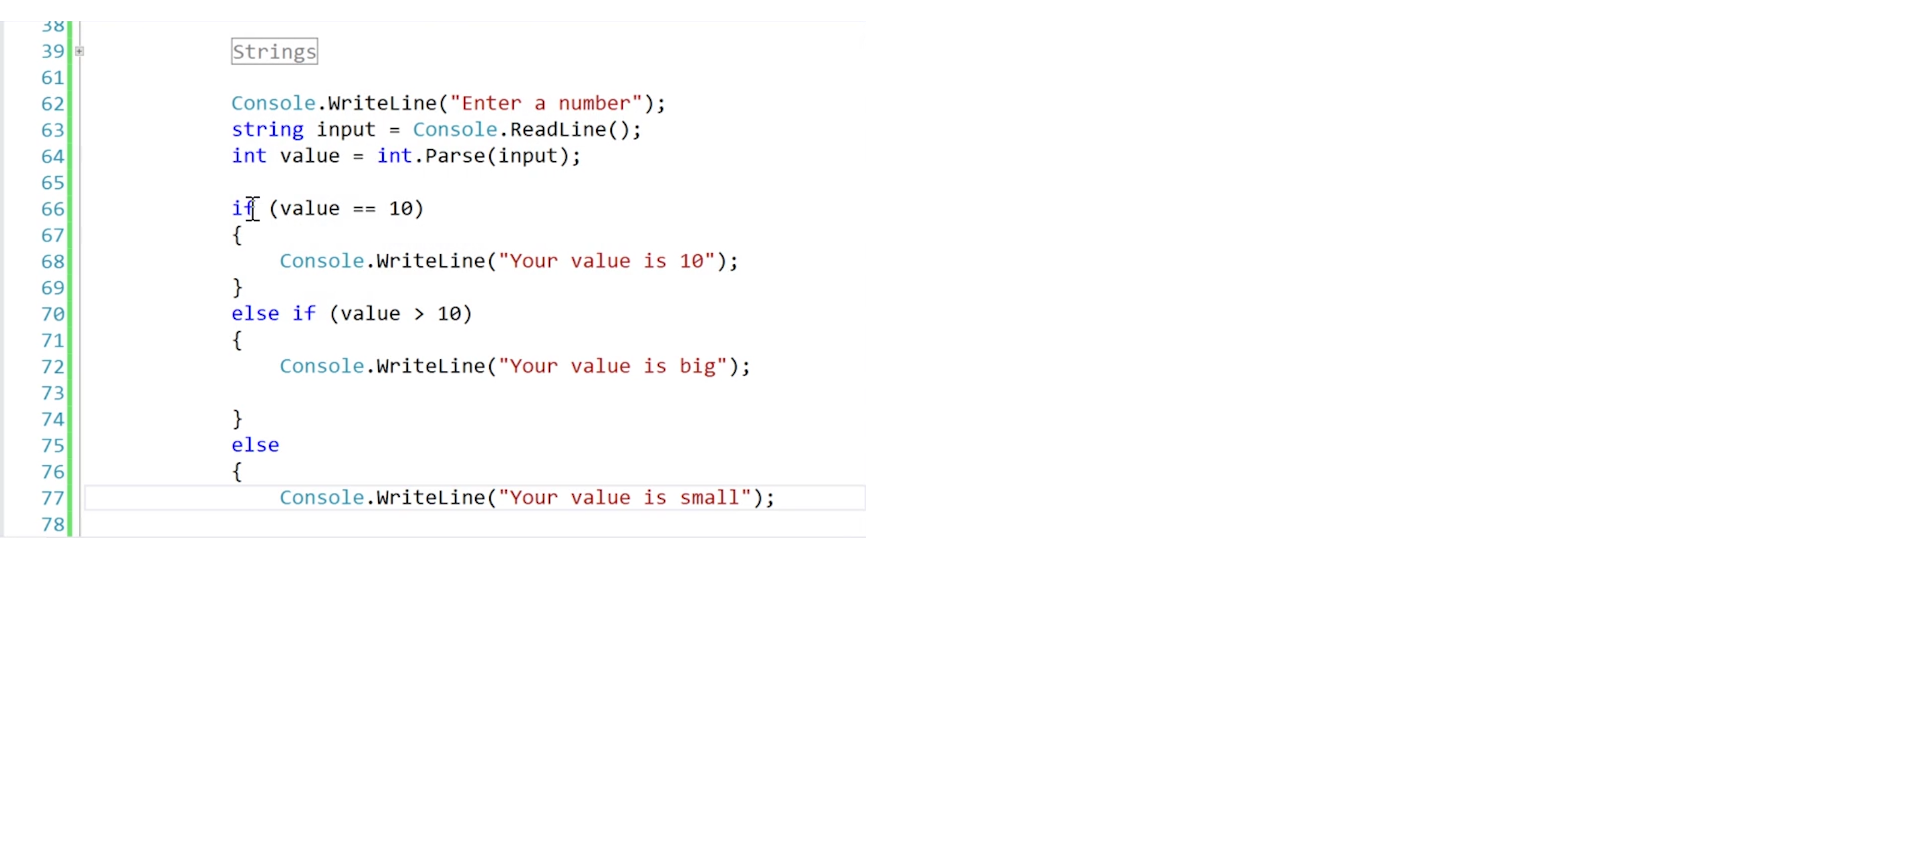 38
39 Strings
61
62 Console.WriteLine("Enter a number");
63 string input = Console.ReadLine();
64 int value = int.Parse(input);
65
66 if (value == 10)
67 {
68 Console.WriteLine("Your value is 10");
69 }
70 else if (value > 10)
71 {
72 Console.WriteLine("Your value is big");
73
74 }
75 else
76 {
77 Console.WriteLine("Your value is small");
78